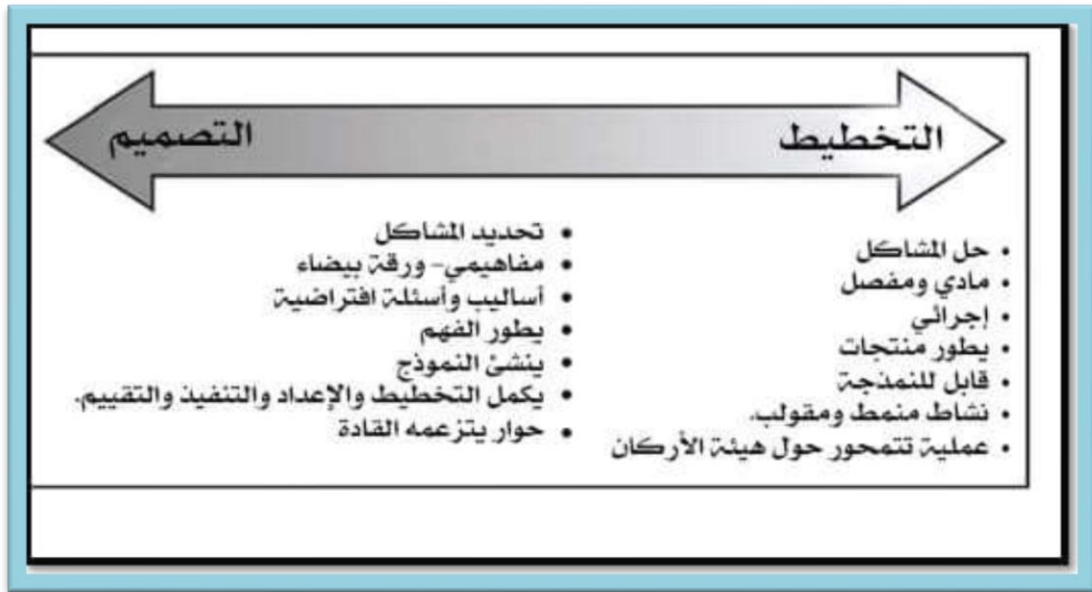 التخطيط
التصميم
• حل المشاكل
• مادي ومفصل
• إجرائي
• يطور منتجات
• قابل للنمذجة
• نشاط منمط ومقولب.
• عملية تتمحور حول هيئة الأركان
• تحديد المشاكل
• مفاهيمي- ورقة بيضاء
• أساليب وأسئلة افتراضية
• يطور الفهم
• ينشئ النموذج
• يكمل التخطيط والإعداد والتنفيذ والتقييم.
• حوار يتزعمه القادة